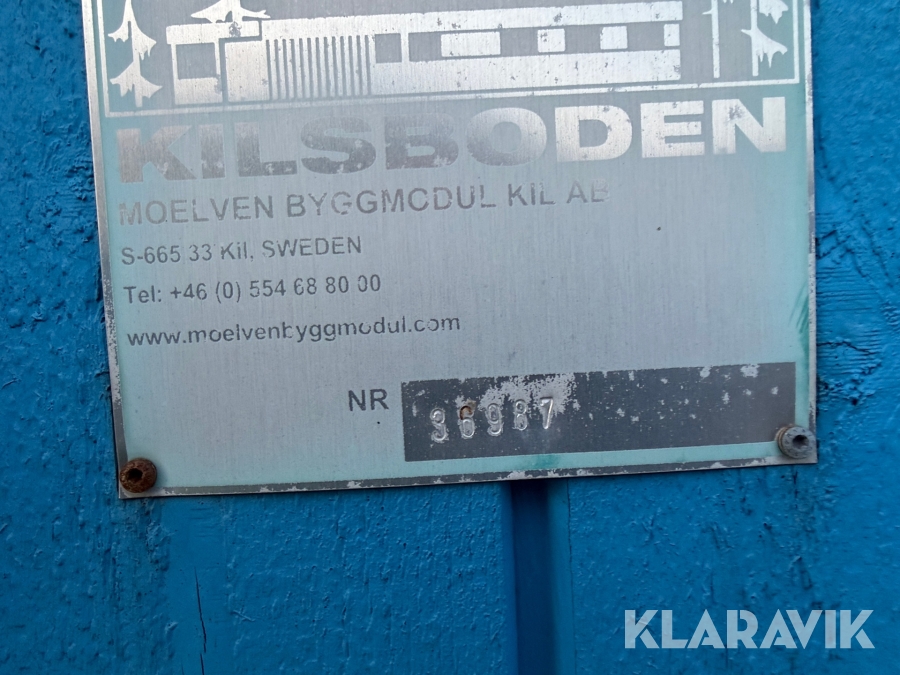 KLARAVIK
KILSBODEN
MOELVEN BYGGMODUL KIL AB
S-665 33 Kil, SWEDEN
Tel: +46 (0) 554 68 80 00
www.moelvenbyggmodul.com
NR
KLARAVIK